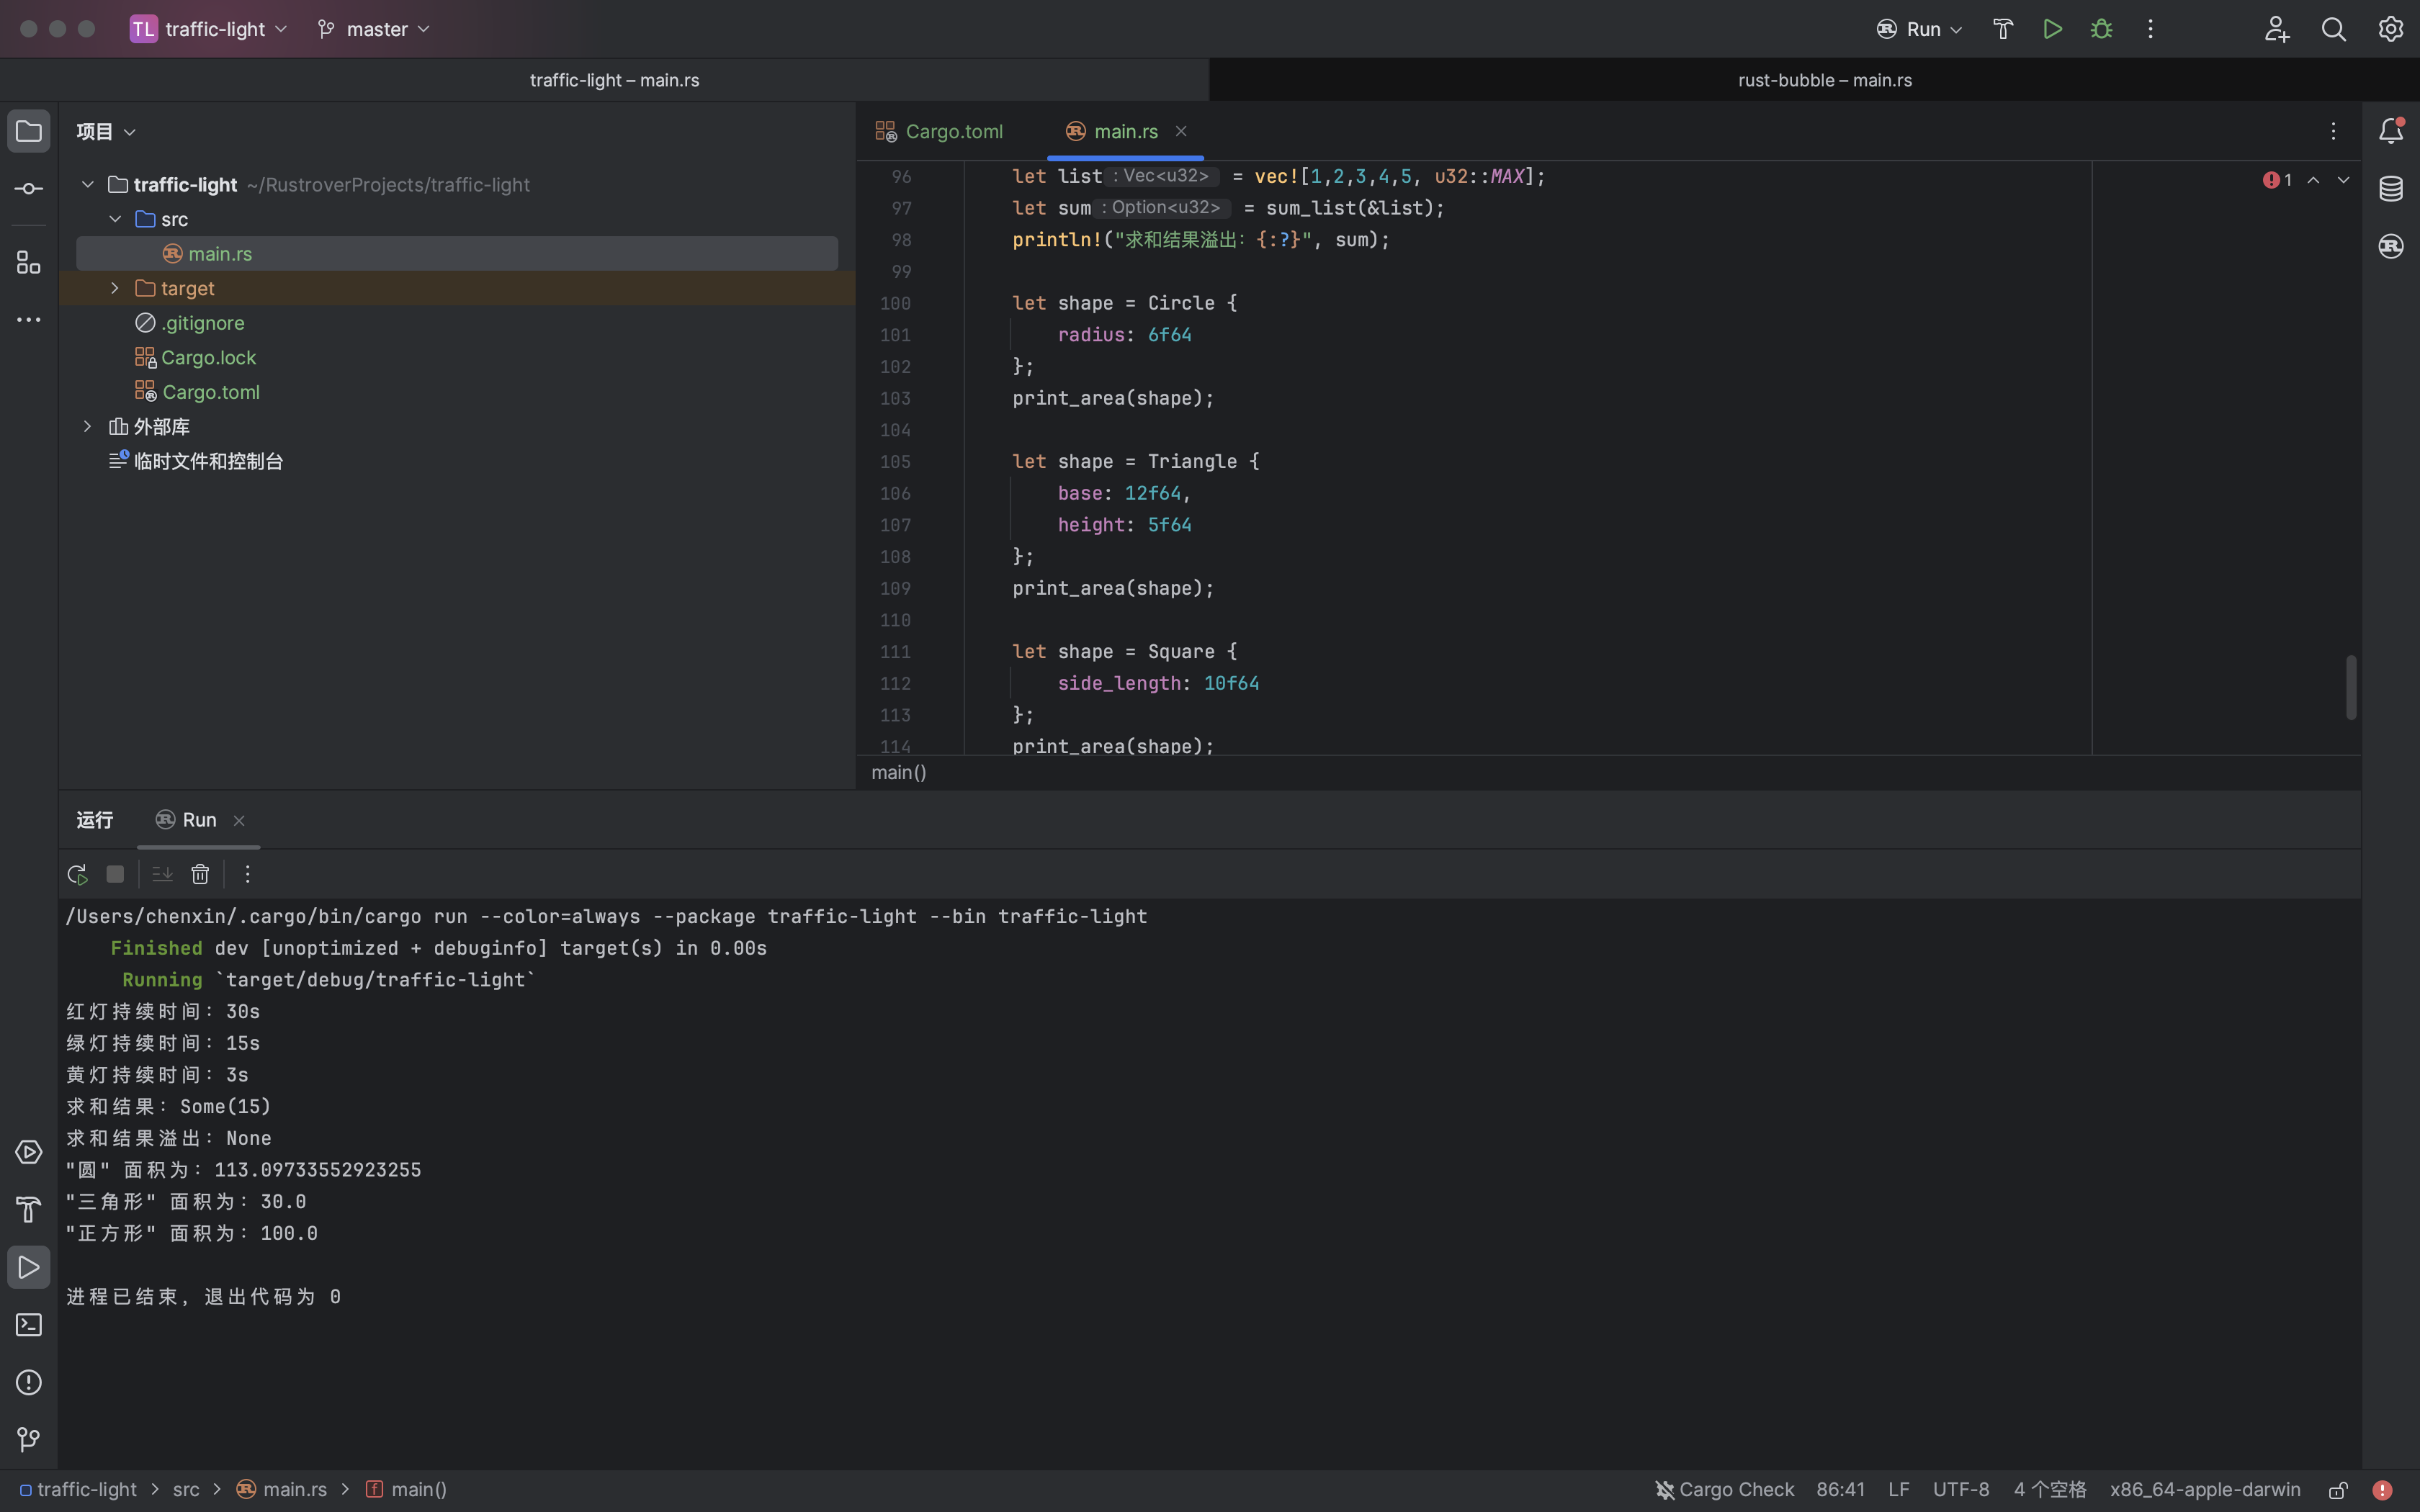 TL traffic-light
master
Run
traffic-light – main.rs
rust-bubble – main.rs
项目
traffic-light ~/RustroverProjects/traffic-light
src
main.rs
target
.gitignore
Cargo.lock
Cargo.toml
外部库
临时文件和控制台
Cargo.toml
main.rs
1
96 let list : Vec<u32> = vec![1,2,3,4,5, u32::MAX];
97 let sum : Option<u32> = sum_list(&list);
98 println!("求和结果溢出: {:?}", sum);
99
100 let shape = Circle {
101 radius: 6f64
102 };
103 print_area(shape);
104
105 let shape = Triangle {
106 base: 12f64,
107 height: 5f64
108 };
109 print_area(shape);
110
111 let shape = Square {
112 side_length: 10f64
113 };
114 print_area(shape);
main()
运行
Run
/Users/chenxin/.cargo/bin/cargo run --color=always --package traffic-light --bin traffic-light
Finished dev [unoptimized + debuginfo] target(s) in 0.00s
Running `target/debug/traffic-light`
红灯持续时间: 30s
绿灯持续时间: 15s
黄灯持续时间: 3s
求和结果: Some(15)
求和结果溢出: None
"圆" 面积为: 113.09733552923255
"三角形" 面积为: 30.0
"正方形" 面积为: 100.0
进程已结束, 退出代码为 0
traffic-light > src > main.rs > main()
Cargo Check 86:41 LF UTF-8 4 个空格 x86_64-apple-darwin